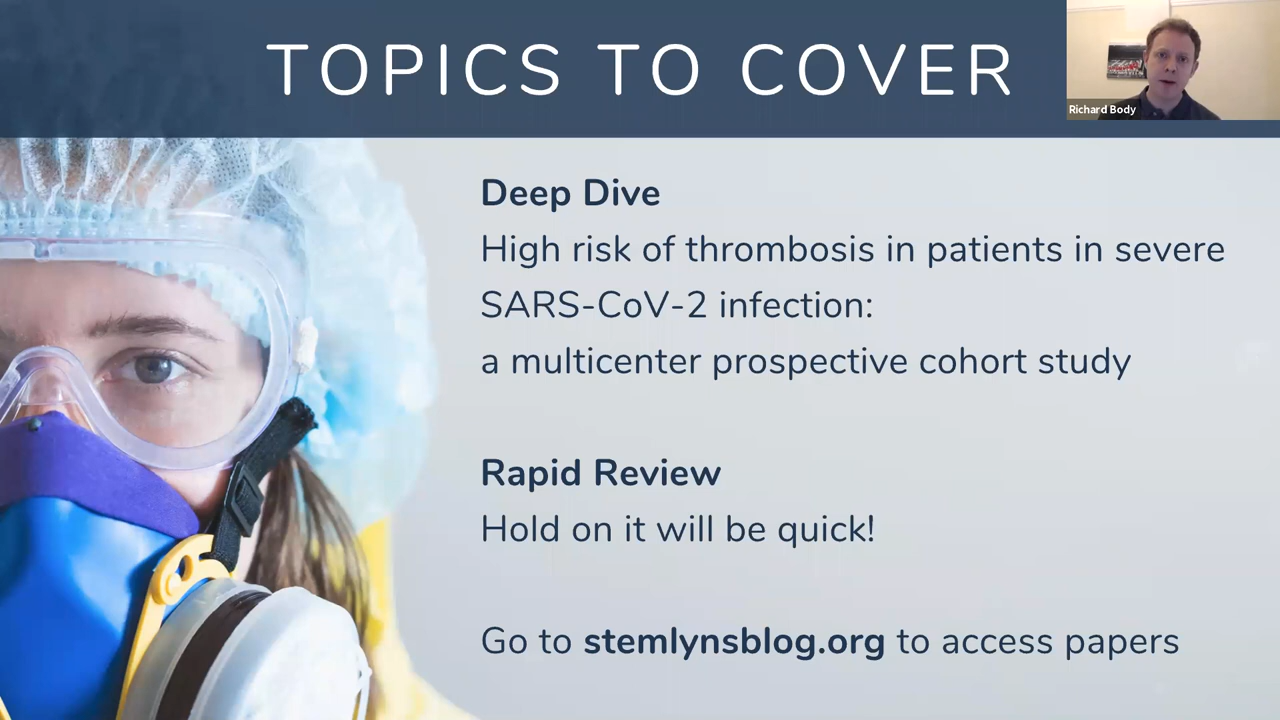 TOPICS TO COVER
Richard Body
Deep Dive
High risk of thrombosis in patients in severe
SARS-CoV-2 infection:
a multicenter prospective cohort study
Rapid Review
Hold on it will be quick!
Go to stemlynsblog.org to access papers